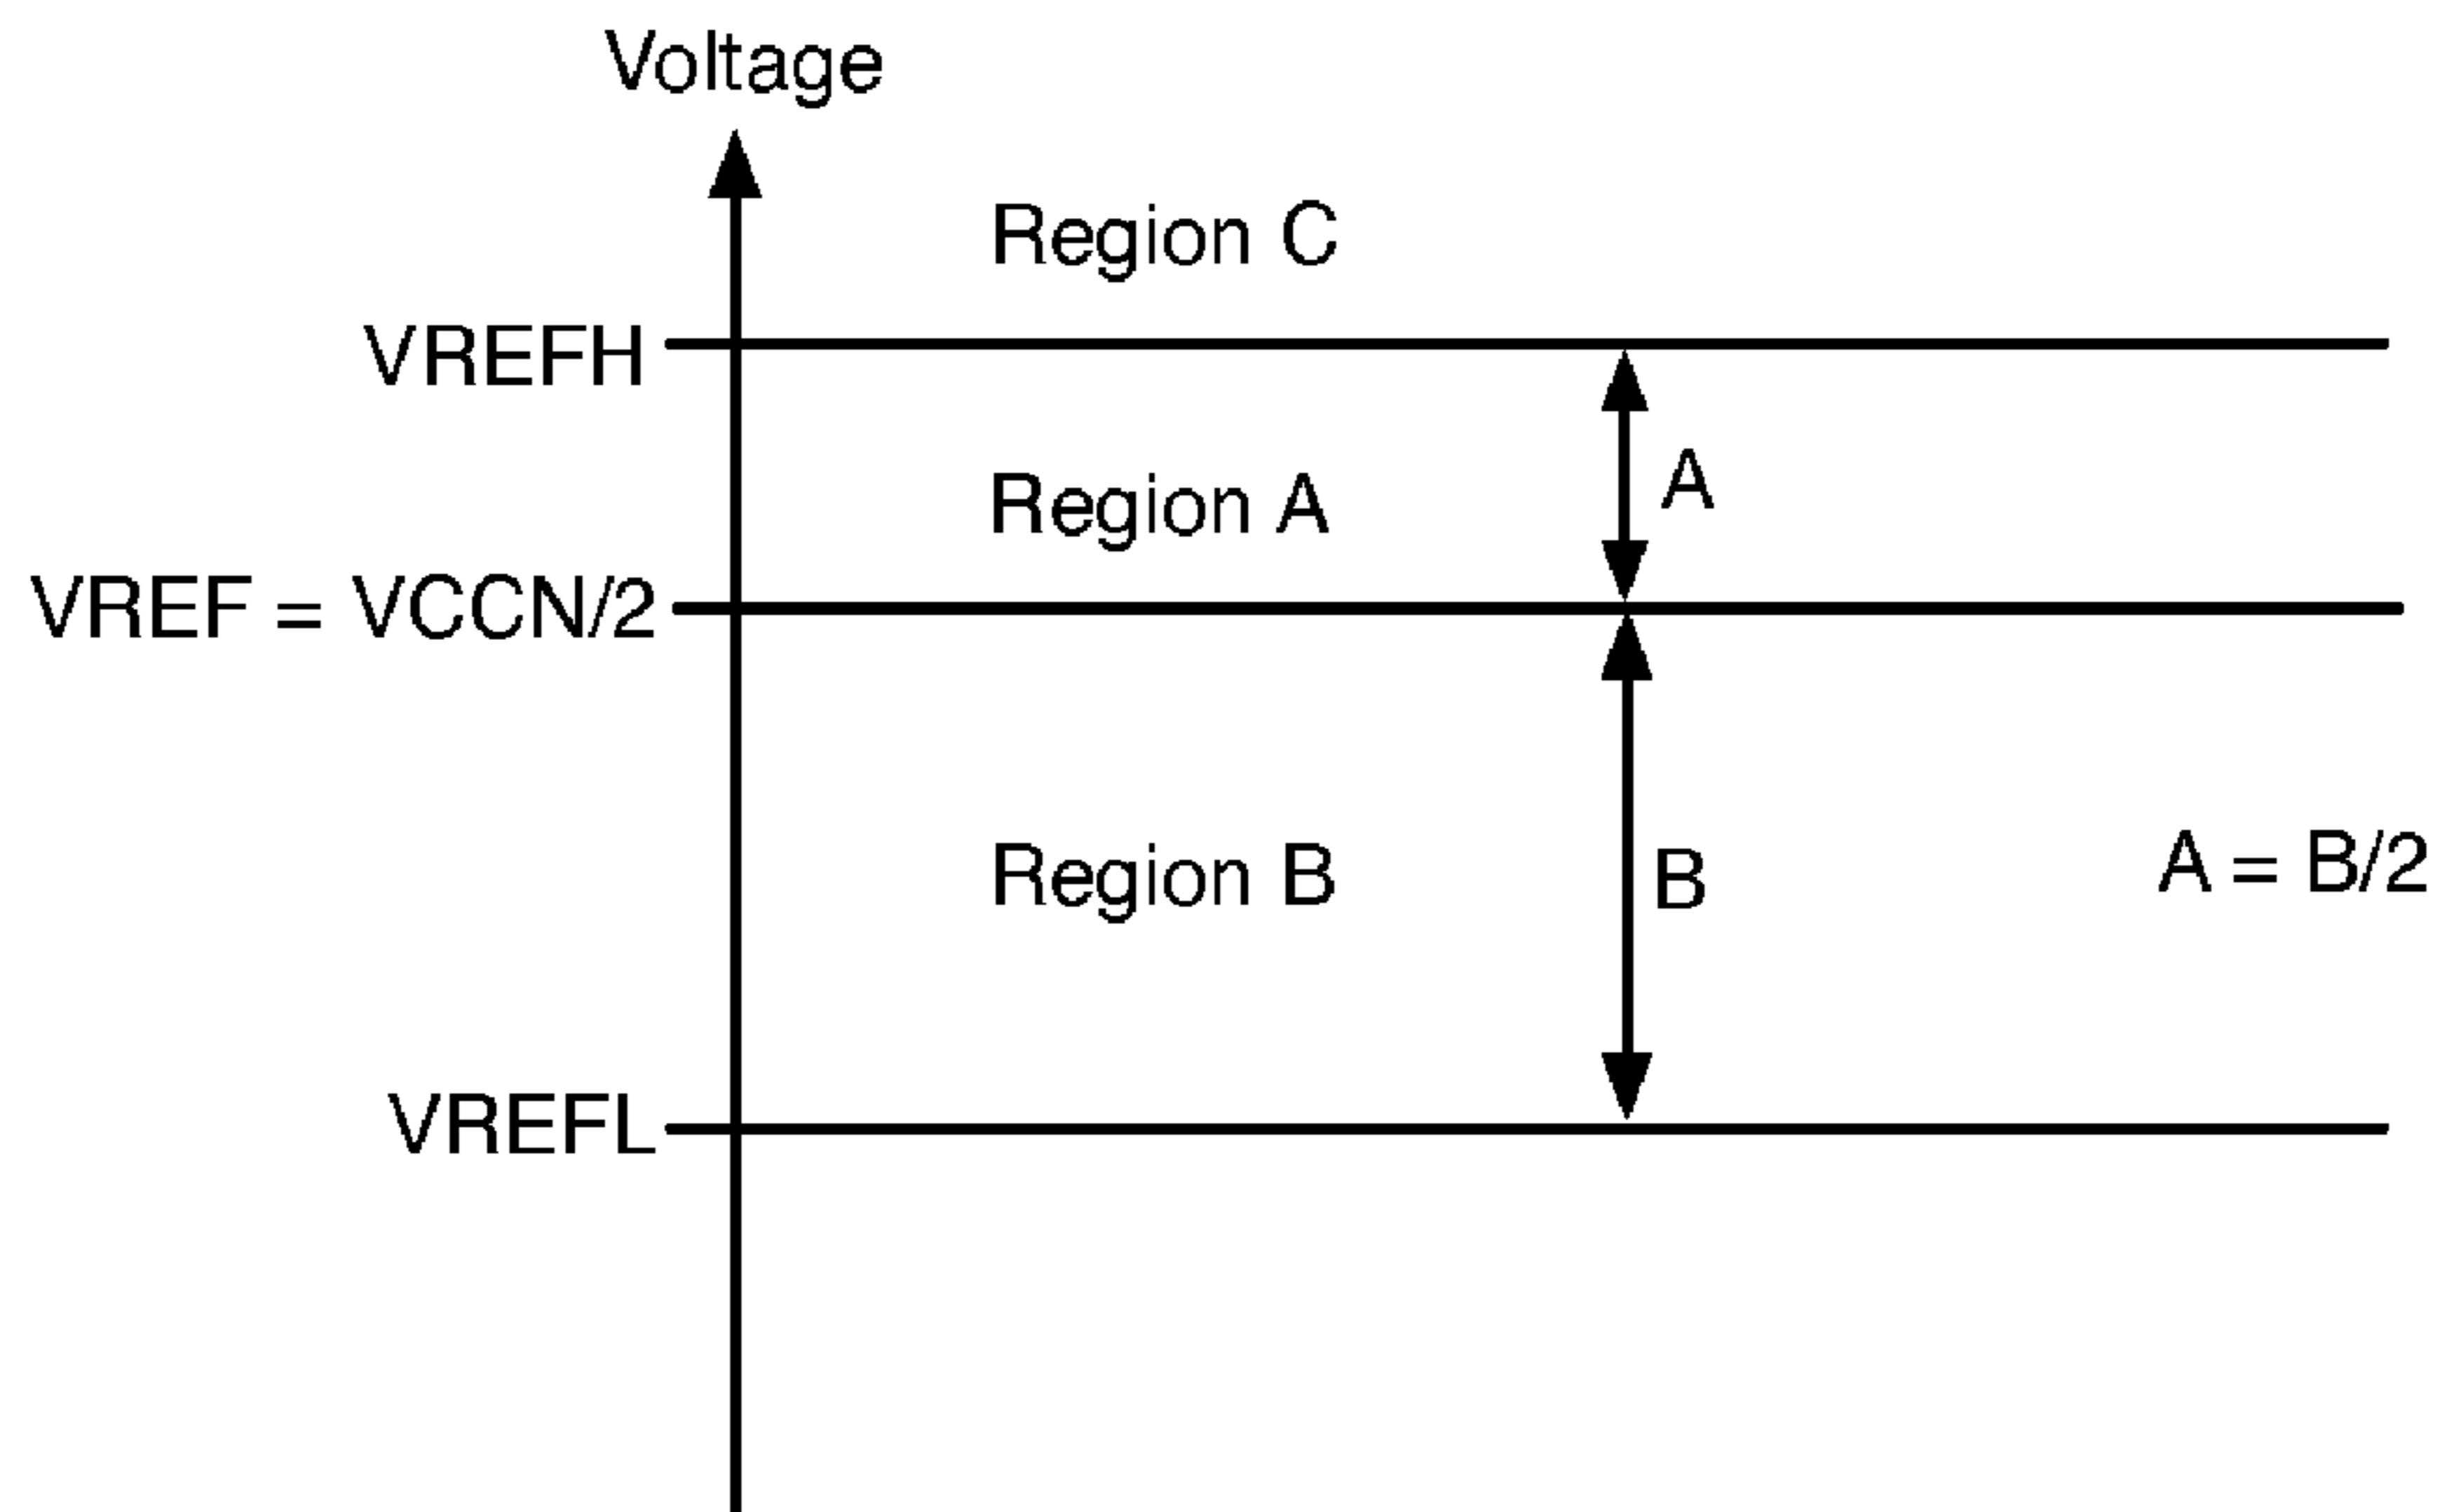 Voltage
Region C
VREFH
Region A
A
VREF = VCCN/2
Region B
B
A = B/2
VREFL